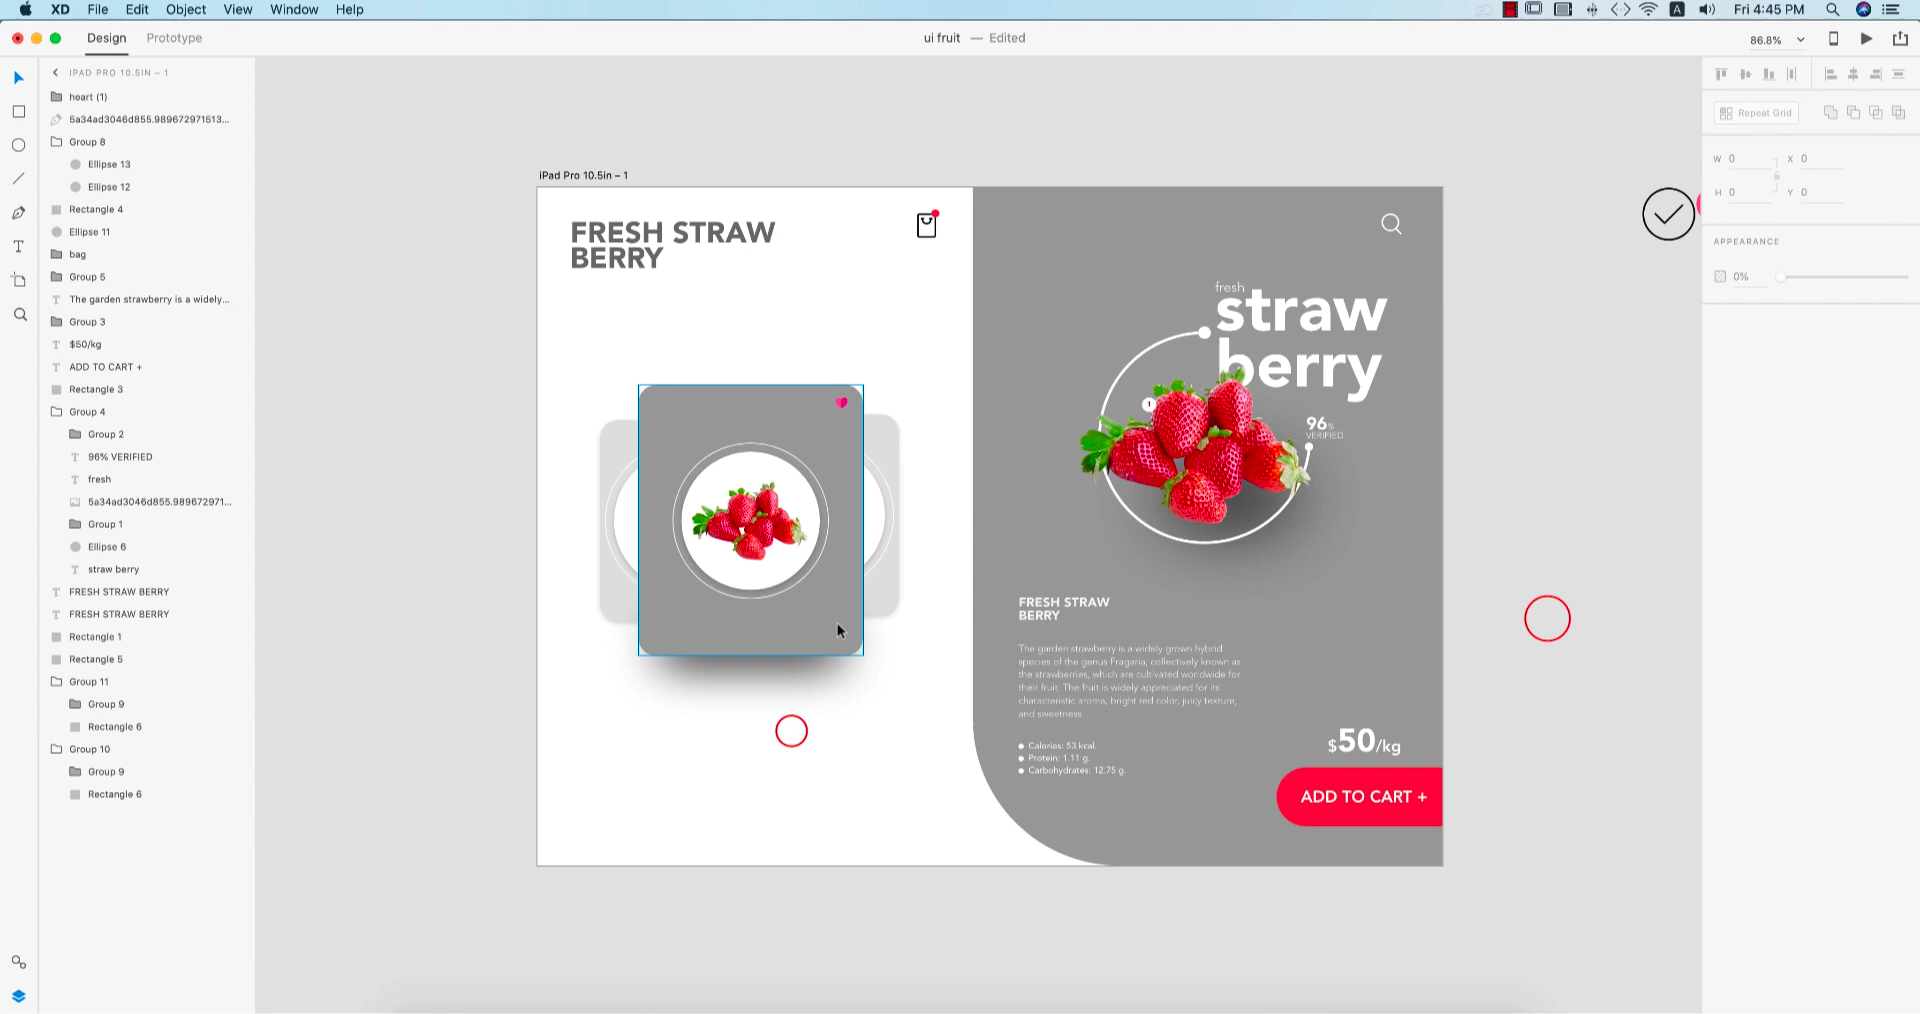 XD File Edit Object View Window Help
A Fri 4:45 PM
Design Prototype
ui fruit — Edited
86.8%
IPAD PRO 10.5IN – 1
heart (1)
5a34ad3046d855.989672971513...
Group 8
Ellipse 13
Ellipse 12
Rectangle 4
Ellipse 11
bag
Group 5
The garden strawberry is a widely...
Group 3
$50/kg
ADD TO CART +
Rectangle 3
Group 4
Group 2
96% VERIFIED
fresh
5a34ad3046d855.989672971...
Group 1
Ellipse 6
straw berry
FRESH STRAW BERRY
FRESH STRAW BERRY
Rectangle 1
Rectangle 5
Group 11
Group 9
Rectangle 6
Group 10
Group 9
Rectangle 6
iPad Pro 10.5in – 1
FRESH STRAW
BERRY
fresh
straw
berry
1
96%
VERIFIED
FRESH STRAW
BERRY
The garden strawberry is a widely grown hybrid
species of the genus Fragaria, collectively known as
the strawberries, which are cultivated worldwide for
their fruit. The fruit is widely appreciated for its
characteristic aroma, bright red color, juicy texture,
and sweetness.
Calories: 53 kcal.
Protein: 1.11 g.
Carbohydrates: 12.75 g.
$50/kg
ADD TO CART +
Repeat Grid
W 0 X 0
H 0 Y 0
APPEARANCE
0%